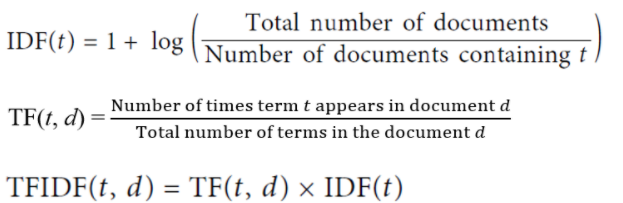 IDF(t) = 1 + log (Total number of documents / Number of documents containing t)
TF(t, d) = Number of times term t appears in document d / Total number of terms in the document d
TFIDF(t, d) = TF(t, d) × IDF(t)